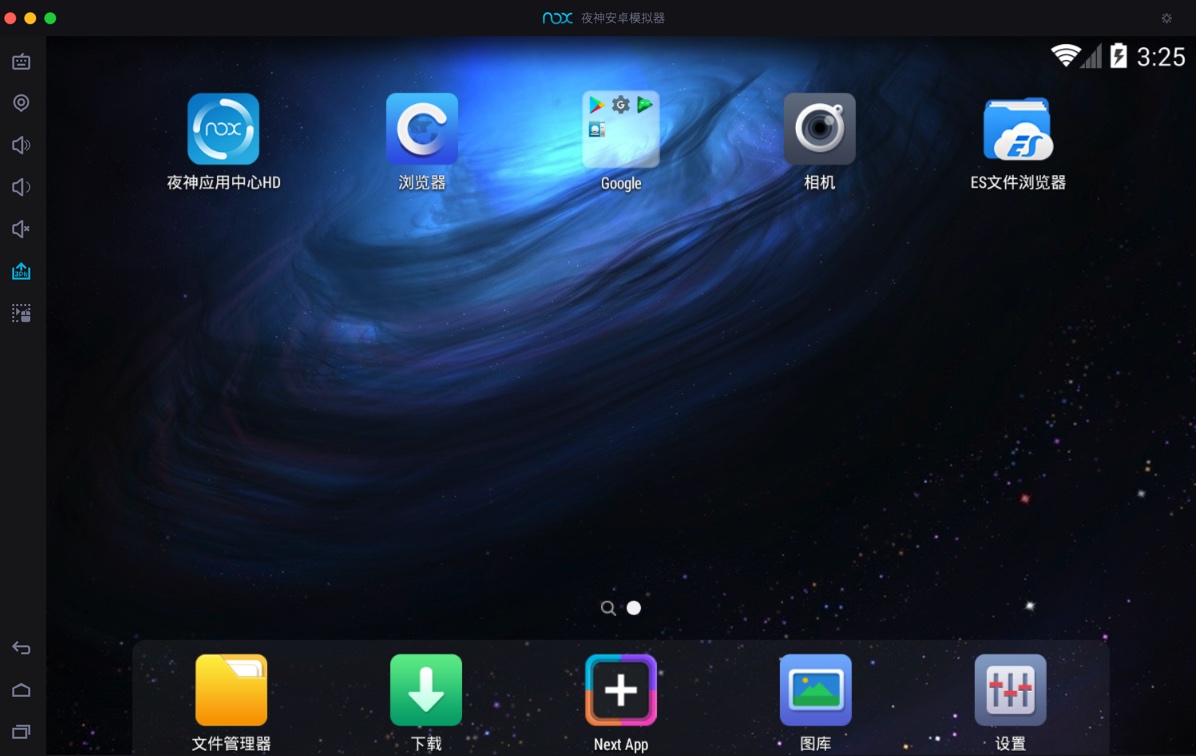 nox 夜神安卓模拟器
3:25
nox
夜神应用中心HD
浏览器
G
Google
相机
ES
ES文件浏览器
文件管理器
下载
Next App
图库
设置